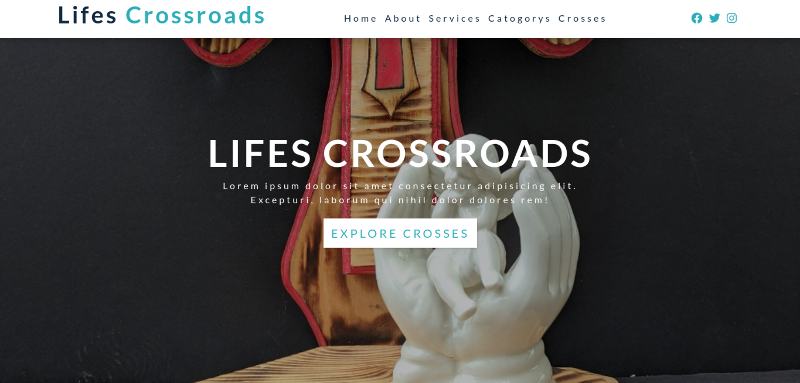 Lifes Crossroads
Home About Services Catogorys Crosses
LIFES CROSSROADS
Lorem ipsum dolor sit amet consectetur adipisicing elit.
Excepturi, laborum qui nihil dolor dolores rem!
EXPLORE CROSSES